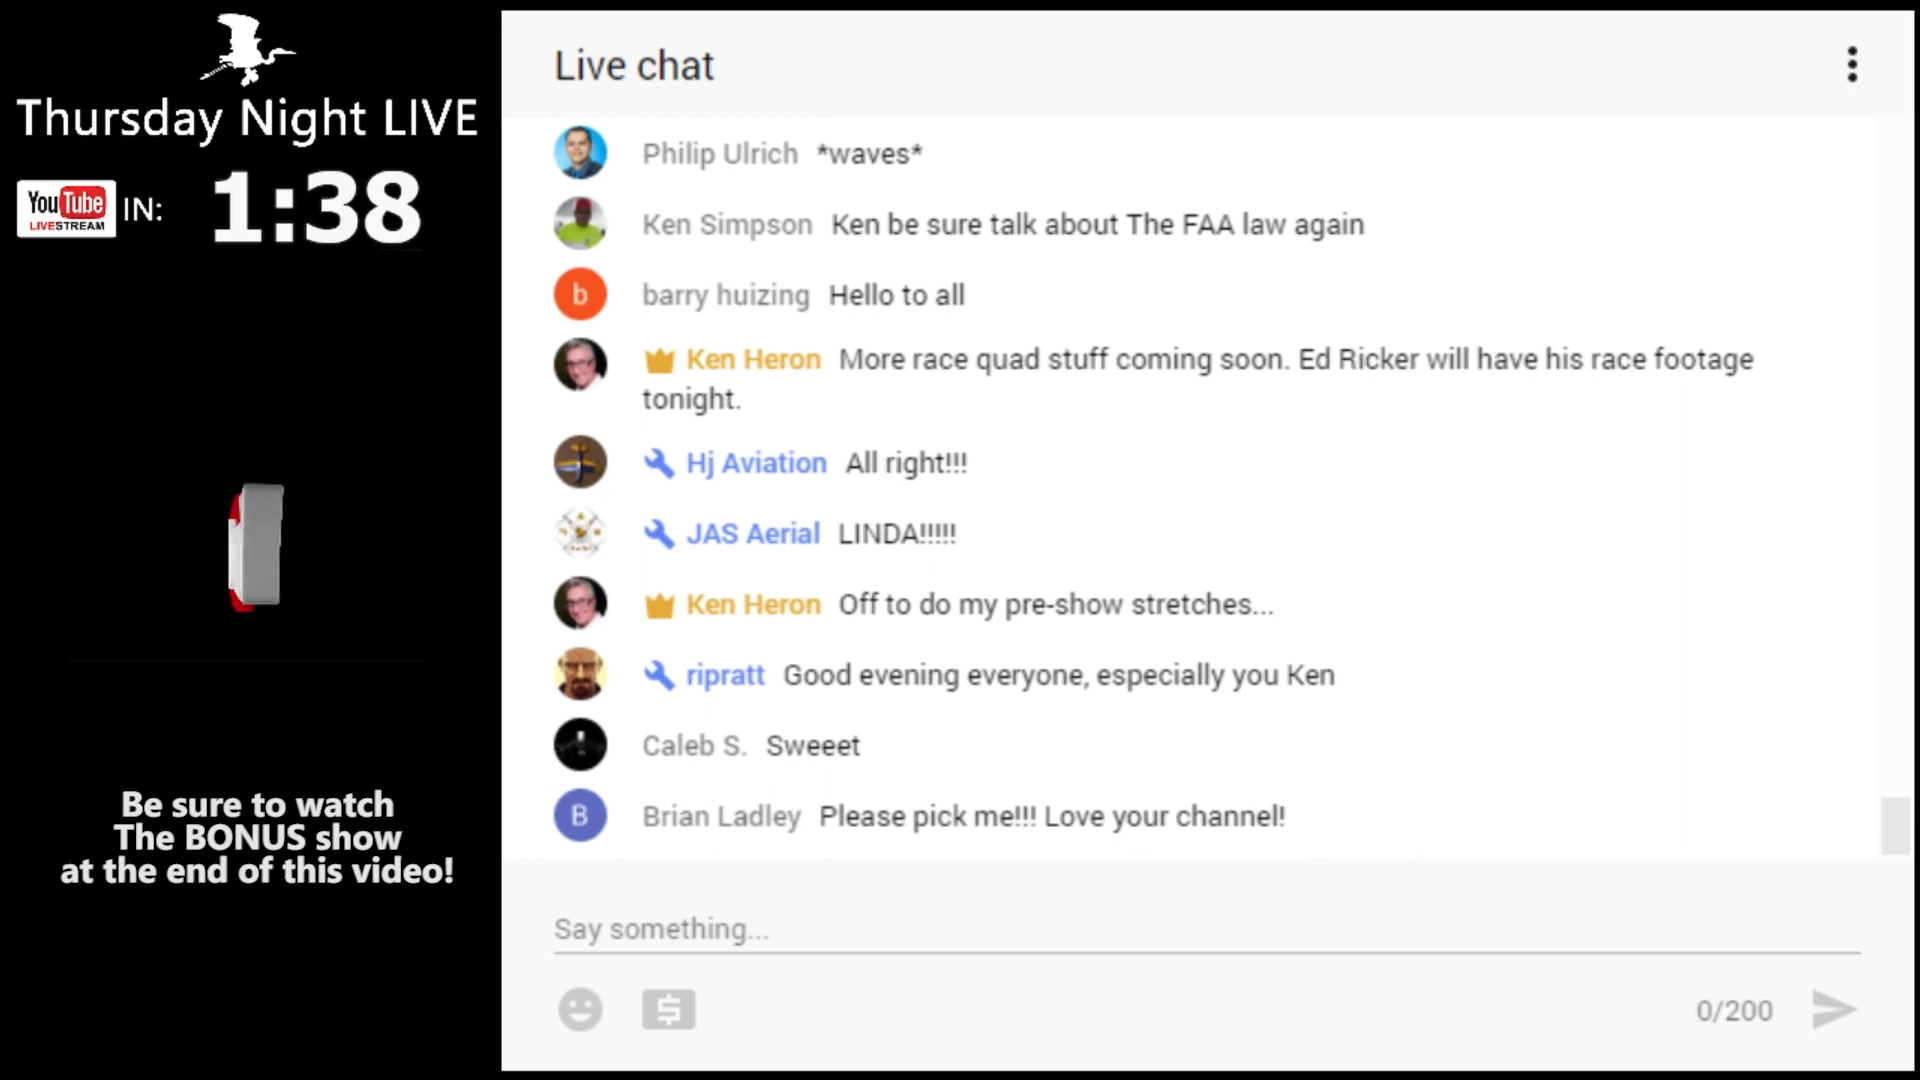 Thursday Night LIVE
YouTube
LIVESTREAM
IN:
1:38
Be sure to watch
The BONUS show
at the end of this video!
Live chat
Philip Ulrich *waves*
Ken Simpson Ken be sure talk about The FAA law again
b
barry huizing Hello to all
Ken Heron More race quad stuff coming soon. Ed Ricker will have his race footage
tonight.
Hj Aviation All right!!!
JAS Aerial LINDA!!!!!
Ken Heron Off to do my pre-show stretches...
ripratt Good evening everyone, especially you Ken
Caleb S. Sweeet
B
Brian Ladley Please pick me!!! Love your channel!
Say something...
0/200